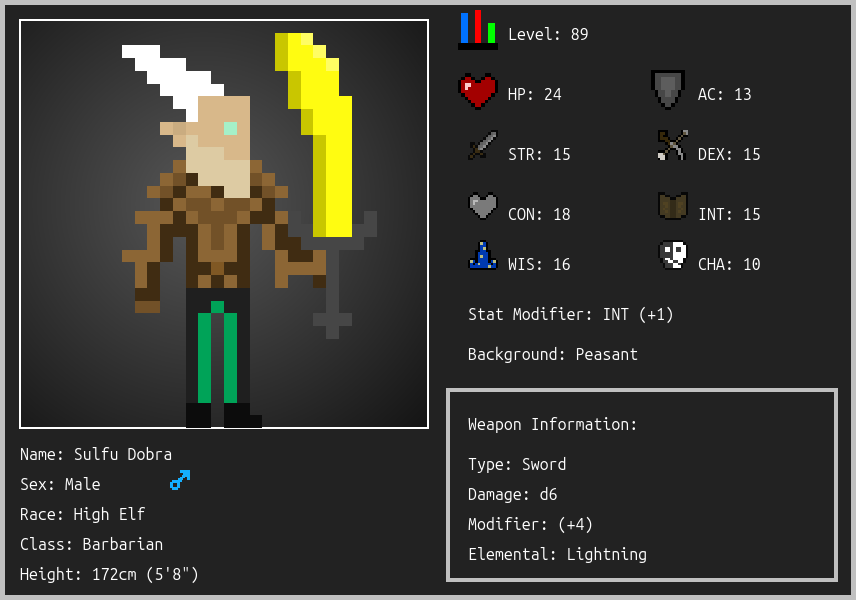 Level: 89
HP: 24
AC: 13
STR: 15
DEX: 15
CON: 18
INT: 15
WIS: 16
CHA: 10
Stat Modifier: INT (+1)
Background: Peasant
Weapon Information:
Type: Sword
Damage: d6
Modifier: (+4)
Elemental: Lightning
Name: Sulfu Dobra
Sex: Male
Race: High Elf
Class: Barbarian
Height: 172cm (5'8")